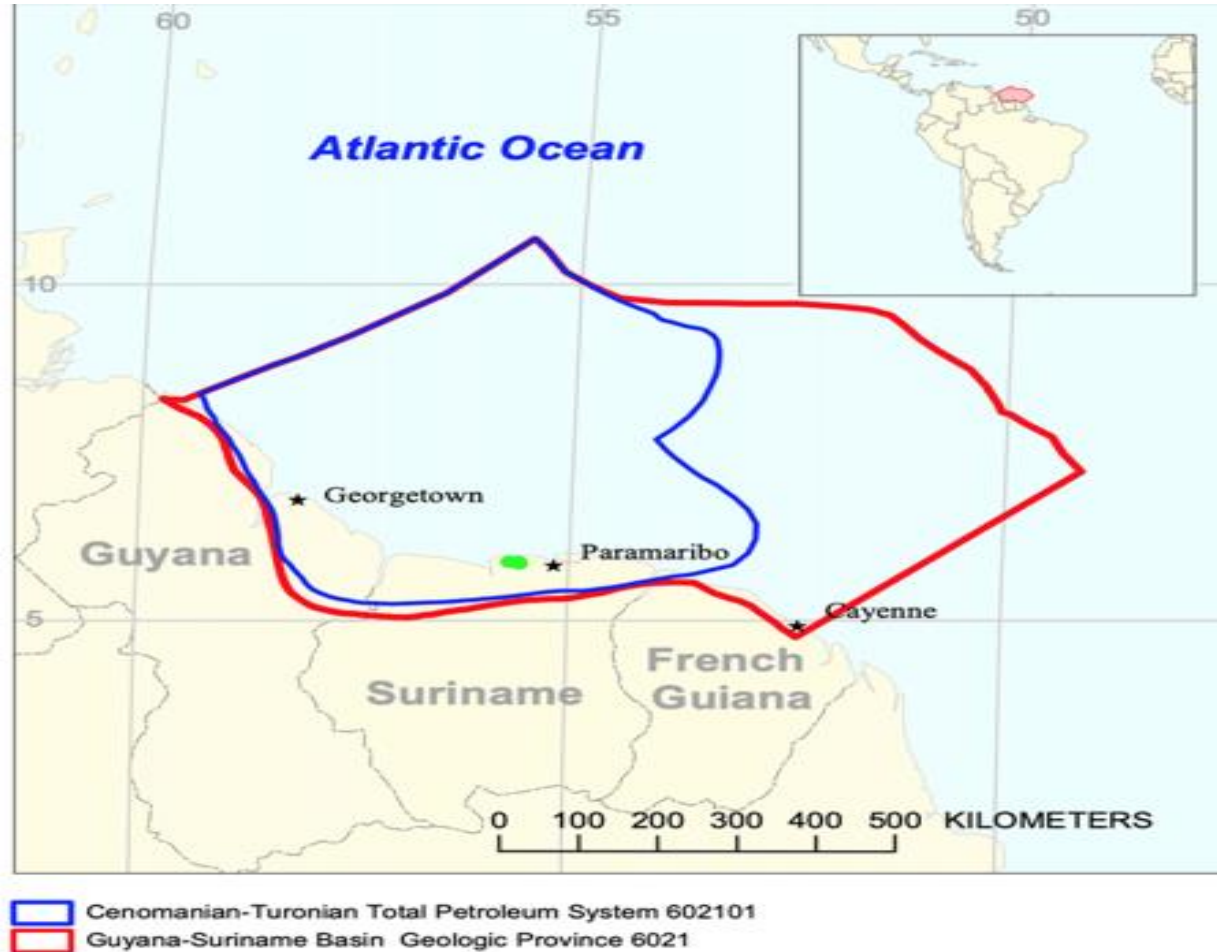 60 55 50
Atlantic Ocean
10
Georgetown
Guyana
Paramaribo
5
Cayenne
French
Guiana
Suriname
0 100 200 300 400 500 KILOMETERS
Cenomanian-Turonian Total Petroleum System 602101
Guyana-Suriname Basin Geologic Province 6021